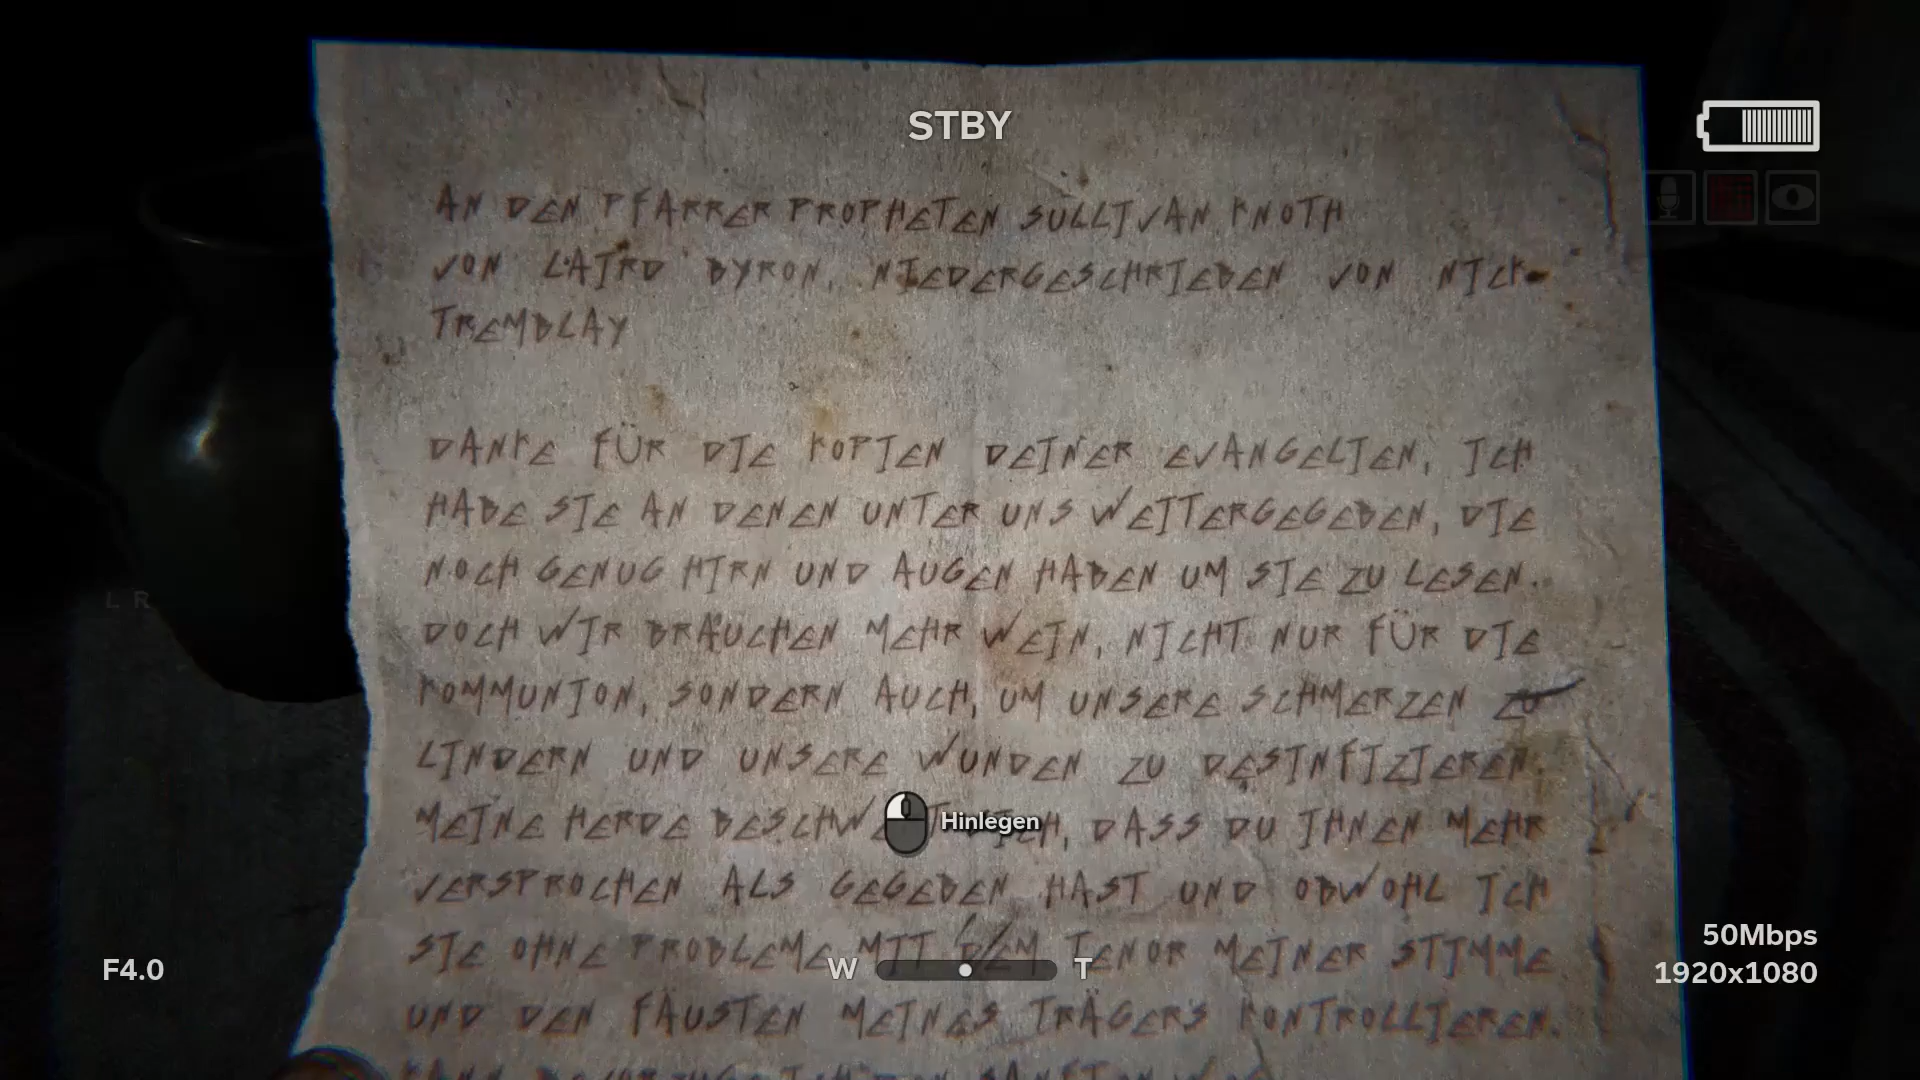 STBY
AN DEN PFARRER PROPHETEN SULLIVAN KNOTH
VON LAIRD BYRON, NIEDERGESCHRIEBEN VON NICK
TREMBLAY
DANKE FÜR DIE KOPIEN DEINER EVANGELIEN, ICH
HABE SIE AN DENEN UNTER UNS WEITERGEGEBEN, DIE
NOCH GENUG HIRN UND AUGEN HABEN UM SIE ZU LESEN.
DOCH WIR BRAUCHEN MEHR WEIN, NICHT NUR FÜR DIE
KOMMUNION, SONDERN AUCH, UM UNSERE SCHMERZEN ZU
LINDERN UND UNSERE WUNDEN ZU DESINFIZIEREN.
MEINE HERDE DASS DU IHNEN MEHR
Hinlegen
VERSPROCHEN ALS GEGEBEN HAST UND OBWOHL ICH
SIE OHNE PROBLEME MIT DEM TENOR MEINER STIMME
UND DEN FÄUSTEN MEINES TRÄGERS KONTROLLIEREN
L R
F4.0
W T
50Mbps
1920x1080